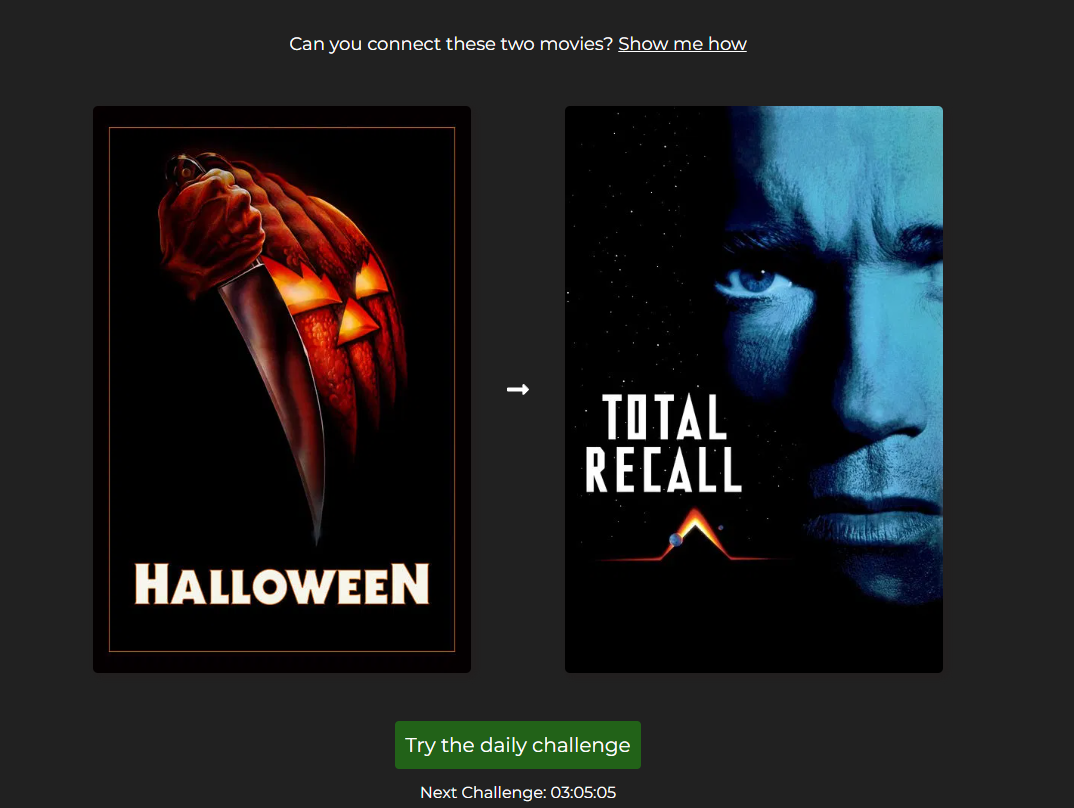 Can you connect these two movies? Show me how
HALLOWEEN
TOTAL
RECALL
Try the daily challenge
Next Challenge: 03:05:05